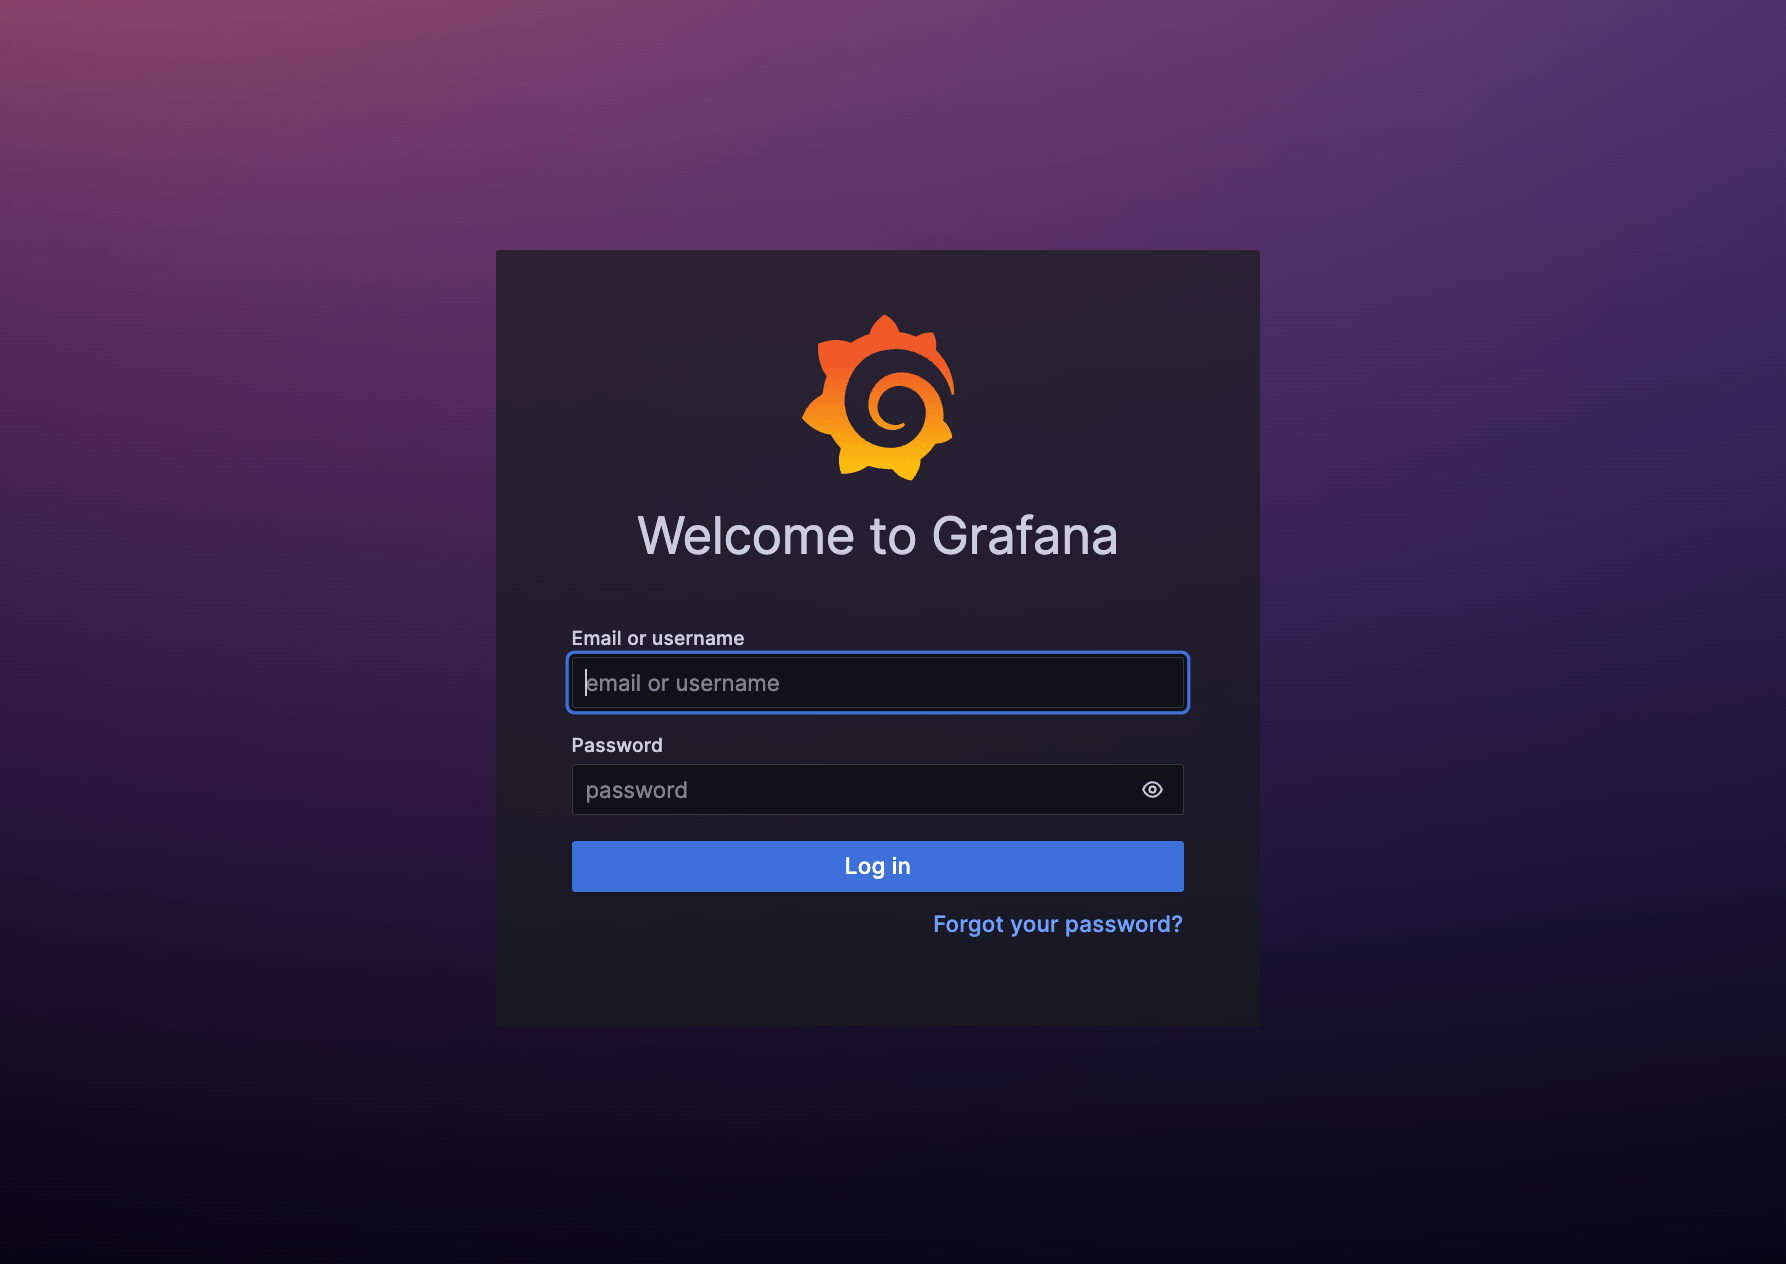 Welcome to Grafana
Email or username
email or username
Password
password
Log in
Forgot your password?